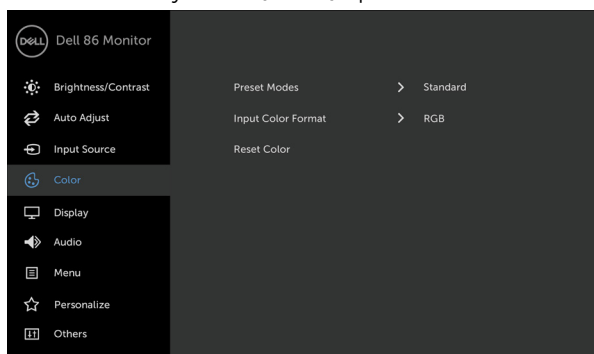 DELL Dell 86 Monitor
Brightness/Contrast Preset Modes Standard
Auto Adjust Input Color Format RGB
Input Source Reset Color
Color
Display
Audio
Menu
Personalize
Others